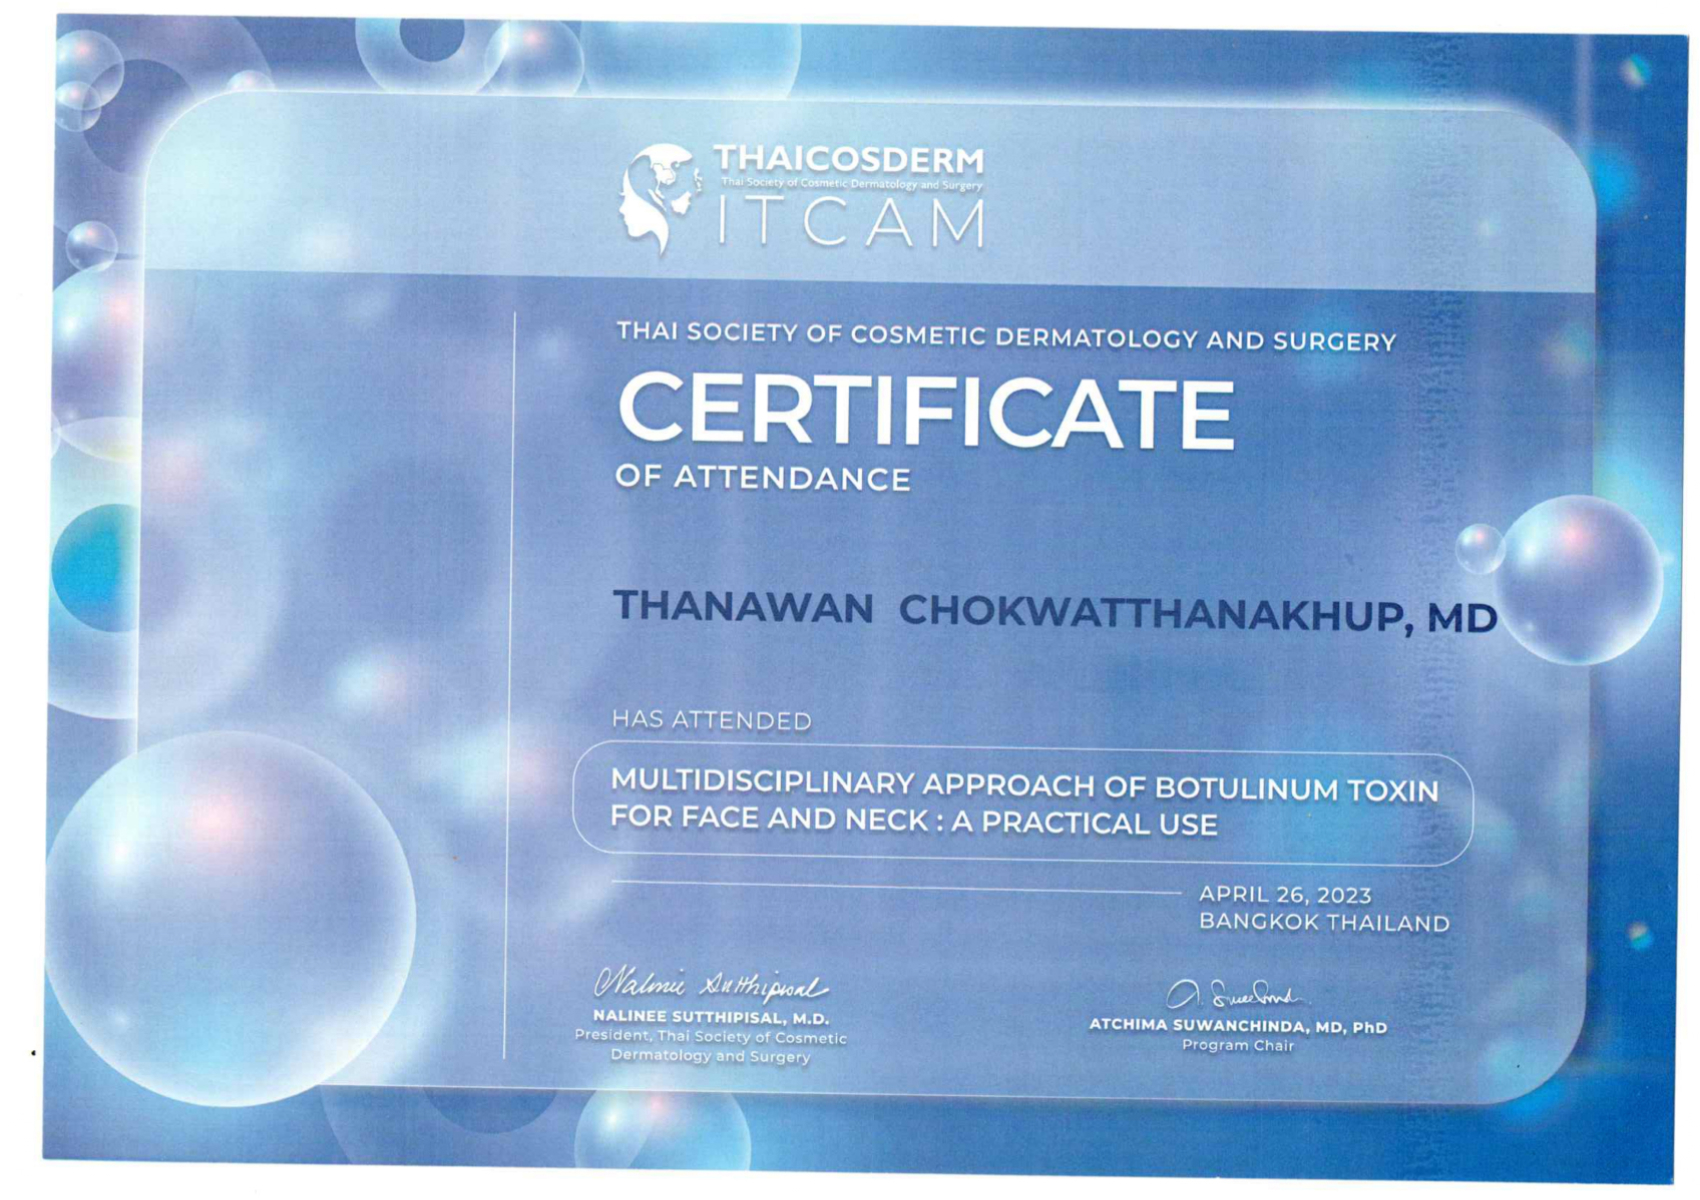 THAICOSDERM
Thai Society of Cosmetic Dermatology and Surgery
ITCAM
THAI SOCIETY OF COSMETIC DERMATOLOGY AND SURGERY
CERTIFICATE
OF ATTENDANCE
THANAWAN CHOKWATTHANAKHUP, MD
HAS ATTENDED
MULTIDISCIPLINARY APPROACH OF BOTULINUM TOXIN
FOR FACE AND NECK : A PRACTICAL USE
APRIL 26, 2023
BANGKOK THAILAND
Nalinee Sutthipisal
NALINEE SUTTHIPISAL, M.D.
President, Thai Society of Cosmetic
Dermatology and Surgery
ATCHIMA SUWANCHINDA, MD, PhD
Program Chair